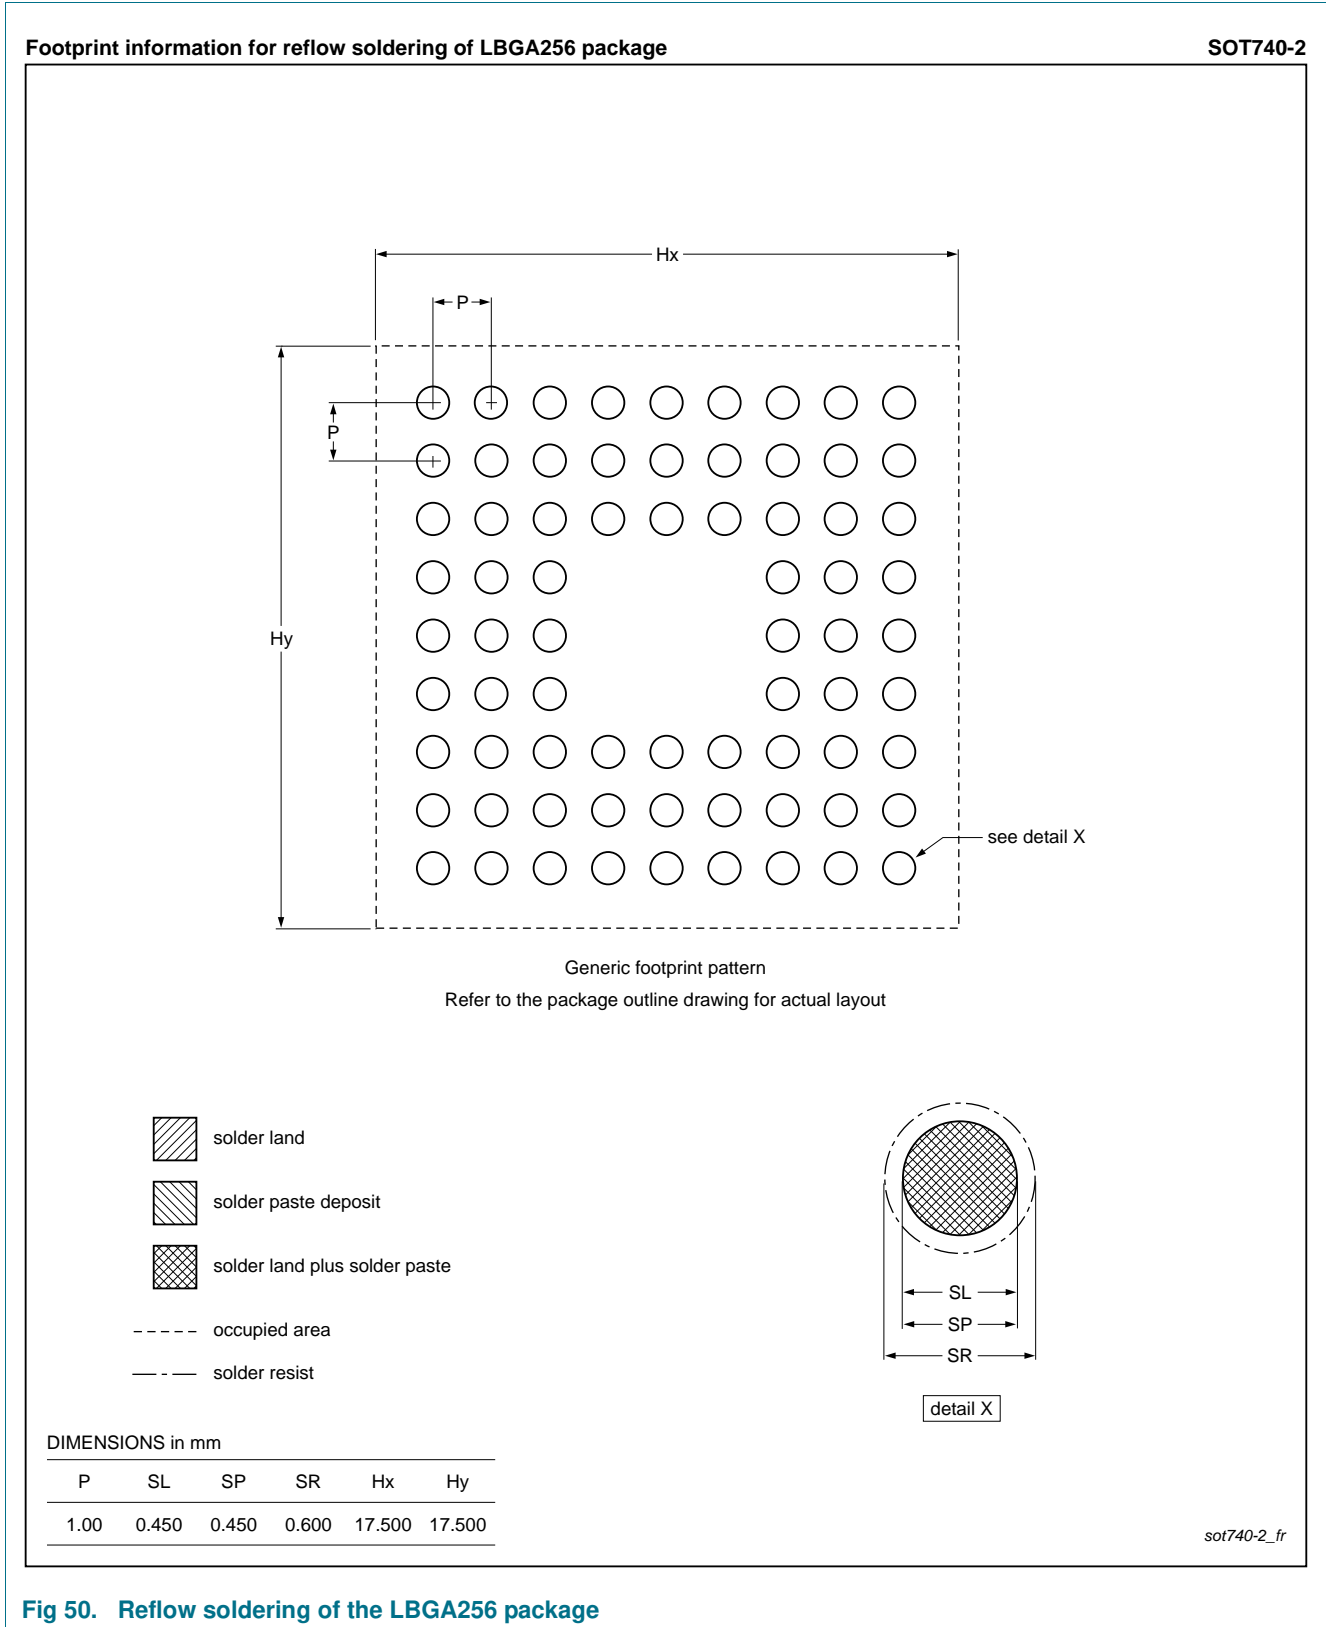 Footprint information for reflow soldering of LBGA256 package SOT740-2
Hx
P
P
Hy
see detail X
Generic footprint pattern
Refer to the package outline drawing for actual layout
solder land
solder paste deposit
solder land plus solder paste
occupied area
solder resist
SL
SP
SR
detail X
DIMENSIONS in mm
P SL SP SR Hx Hy
1.00 0.450 0.450 0.600 17.500 17.500
sot740-2_fr
Fig 50. Reflow soldering of the LBGA256 package